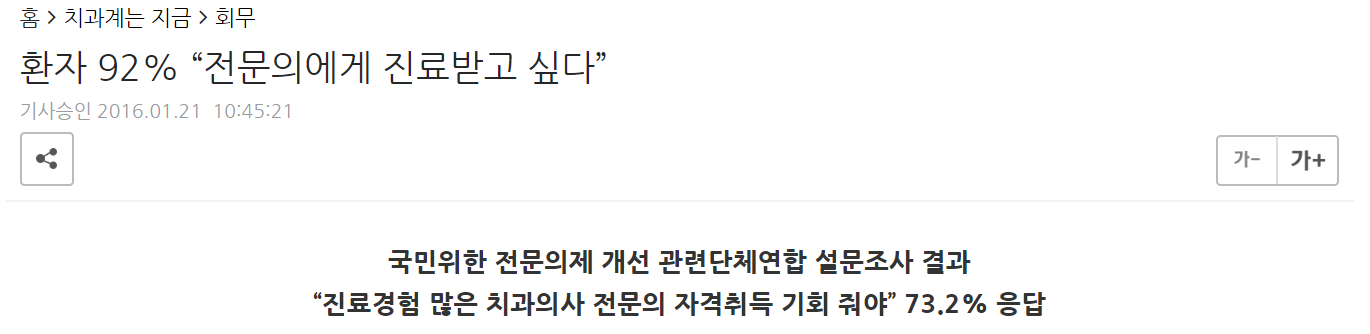 홈 > 치과계는 지금 > 회무
환자 92% “전문의에게 진료받고 싶다”
기사승인 2016.01.21 10:45:21
가- 가+
국민위한 전문의제 개선 관련단체연합 설문조사 결과
“진료경험 많은 치과의사 전문의 자격취득 기회 줘야” 73.2% 응답